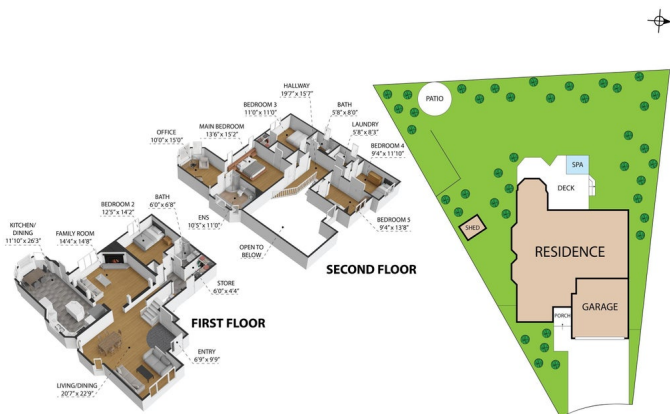 HALLWAY
19'7" x 15'7"
BEDROOM 3
11'0" x 11'0"
BATH
5'8" x 8'0"
MAIN BEDROOM
13'6" x 15'2"
LAUNDRY
5'8" x 8'3"
OFFICE
10'0" x 15'0"
BEDROOM 4
9'4" x 11'10"
BEDROOM 5
9'4" x 13'8"
ENS
10'5" x 11'0"
OPEN TO
BELOW
SECOND FLOOR
BATH
6'0" x 6'8"
BEDROOM 2
12'5" x 14'2"
KITCHEN/
DINING
11'10" x 26'3"
FAMILY ROOM
14'4" x 14'8"
STORE
6'0" x 4'4"
FIRST FLOOR
ENTRY
6'9" x 9'9"
LIVING/DINING
20'7" x 22'9"
PATIO
SPA
DECK
SHED
RESIDENCE
GARAGE
PORCH